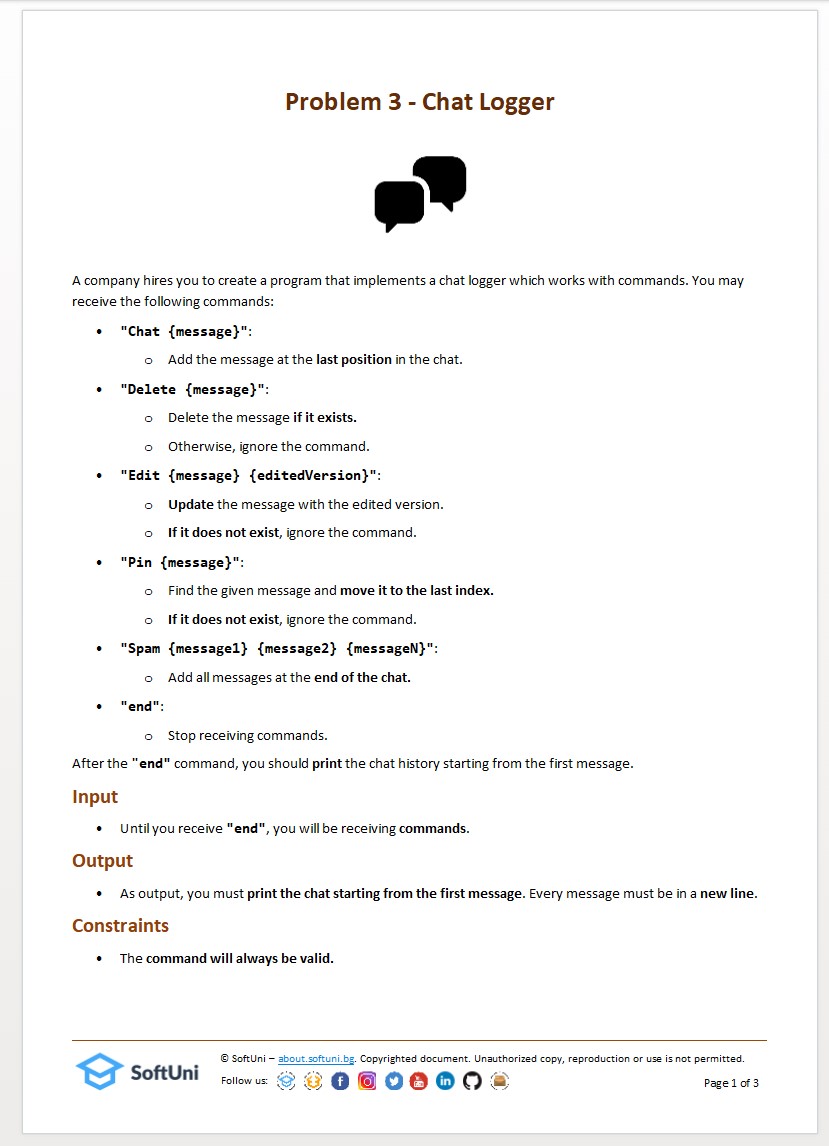 Problem 3 - Chat Logger
A company hires you to create a program that implements a chat logger which works with commands. You may
receive the following commands:
• "Chat {message}":
o Add the message at the last position in the chat.
• "Delete {message}":
o Delete the message if it exists.
o Otherwise, ignore the command.
• "Edit {message} {editedVersion}":
o Update the message with the edited version.
o If it does not exist, ignore the command.
• "Pin {message}":
o Find the given message and move it to the last index.
o If it does not exist, ignore the command.
• "Spam {message1} {message2} {messageN}":
o Add all messages at the end of the chat.
• "end":
o Stop receiving commands.
After the "end" command, you should print the chat history starting from the first message.
Input
• Until you receive "end", you will be receiving commands.
Output
• As output, you must print the chat starting from the first message. Every message must be in a new line.
Constraints
• The command will always be valid.
SoftUni
© SoftUni – about.softuni.bg. Copyrighted document. Unauthorized copy, reproduction or use is not permitted.
Follow us:
Page 1 of 3